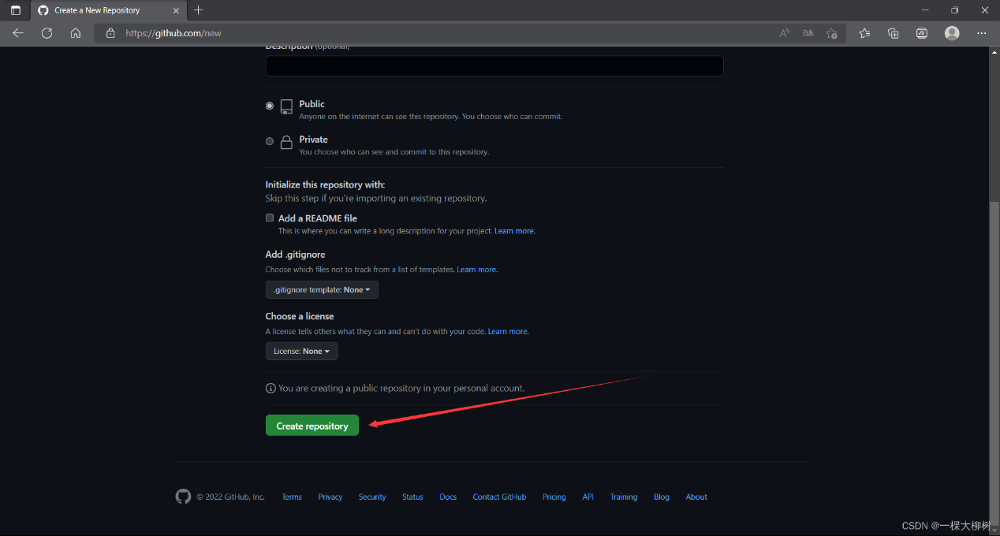 Create a New Repository
https://github.com/new
Description (optional)
Public
Anyone on the internet can see this repository. You choose who can commit.
Private
You choose who can see and commit to this repository.
Initialize this repository with:
Skip this step if you're importing an existing repository.
Add a README file
This is where you can write a long description for your project. Learn more.
Add .gitignore
Choose which files not to track from a list of templates. Learn more.
.gitignore template: None
Choose a license
A license tells others what they can and can't do with your code. Learn more.
License: None
You are creating a public repository in your personal account.
Create repository
© 2022 GitHub, Inc. Terms Privacy Security Status Docs Contact GitHub Pricing API Training Blog About
CSDN @一棵大柳树